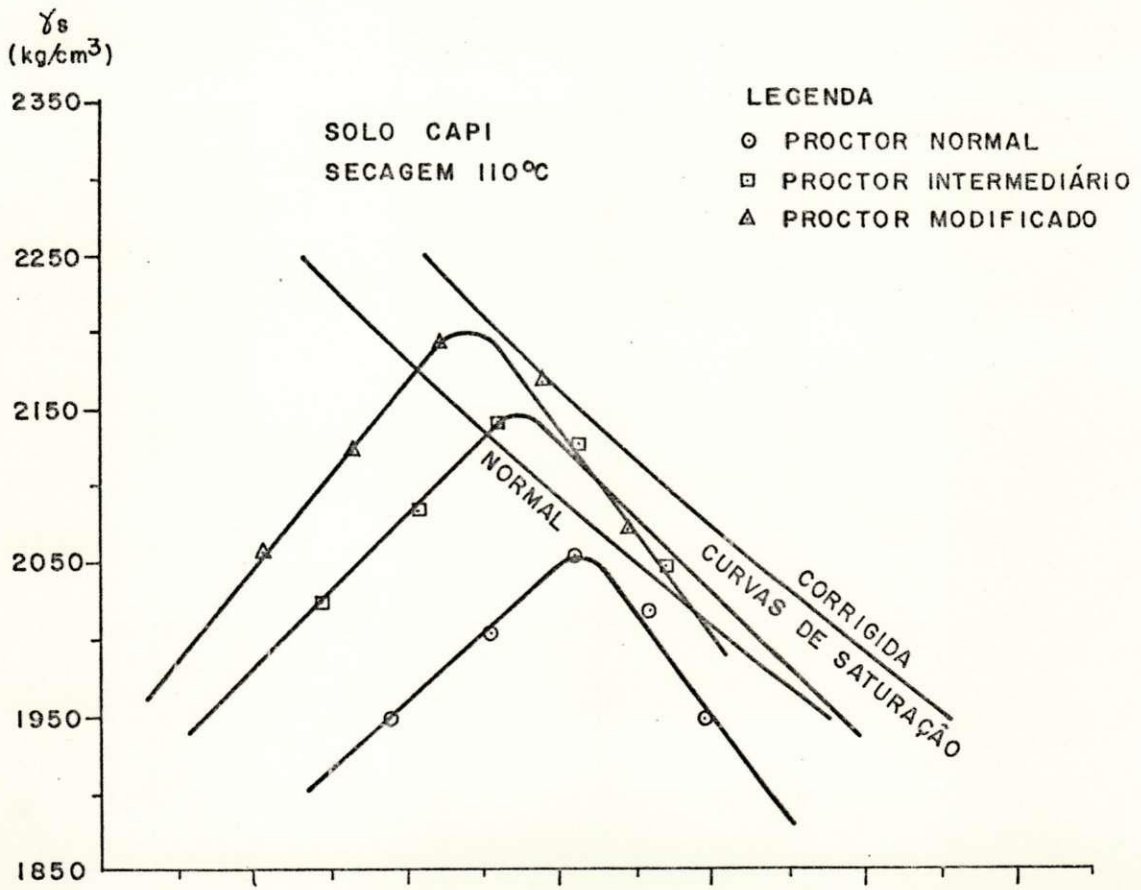 γs
(kg/cm³)
2350
2250
2150
2050
1950
1850
SOLO CAPI
SECAGEM 110°C
LEGENDA
PROCTOR NORMAL
PROCTOR INTERMEDIÁRIO
PROCTOR MODIFICADO
NORMAL
CORRIGIDA
CURVAS DE SATURAÇÃO